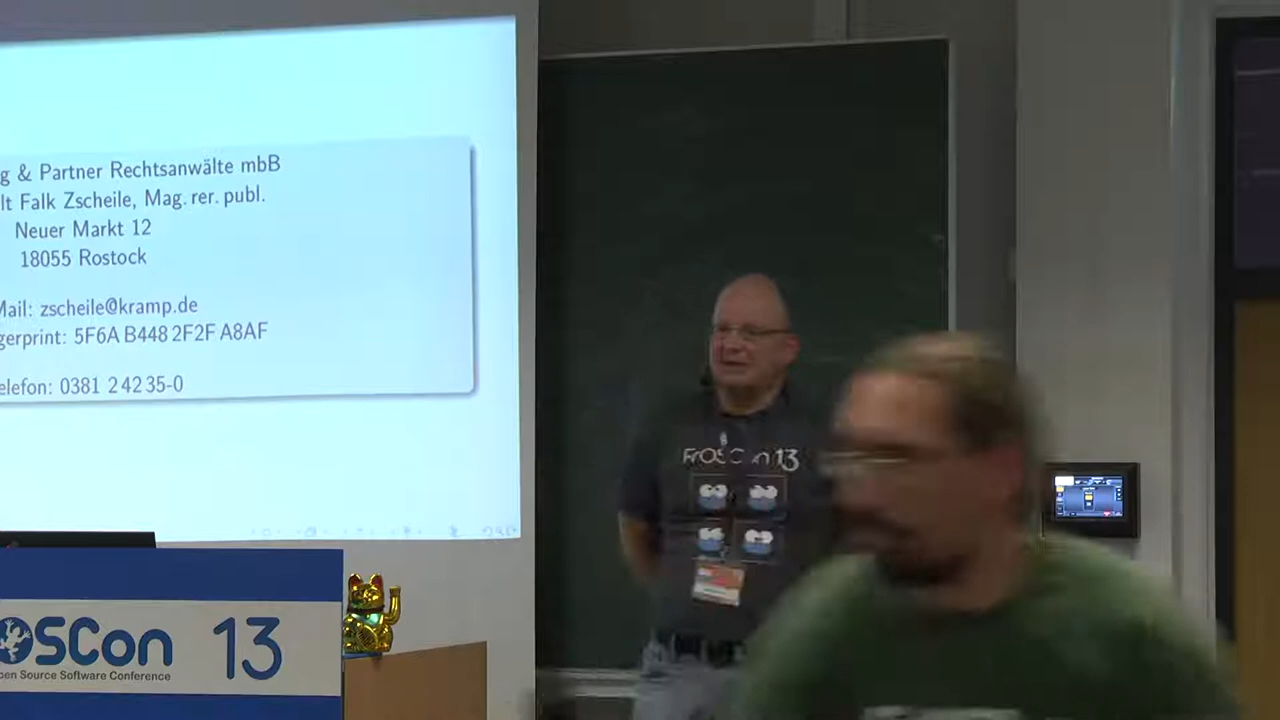 g & Partner Rechtsanwälte mbB
lt Falk Zscheile, Mag. rer. publ.
Neuer Markt 12
18055 Rostock
Mail: zscheile@kramp.de
gerprint: 5F6A B448 2F2F A8AF
elefon: 0381 24235-0
FrOSCon 13
OSCon 13
pen Source Software Conference